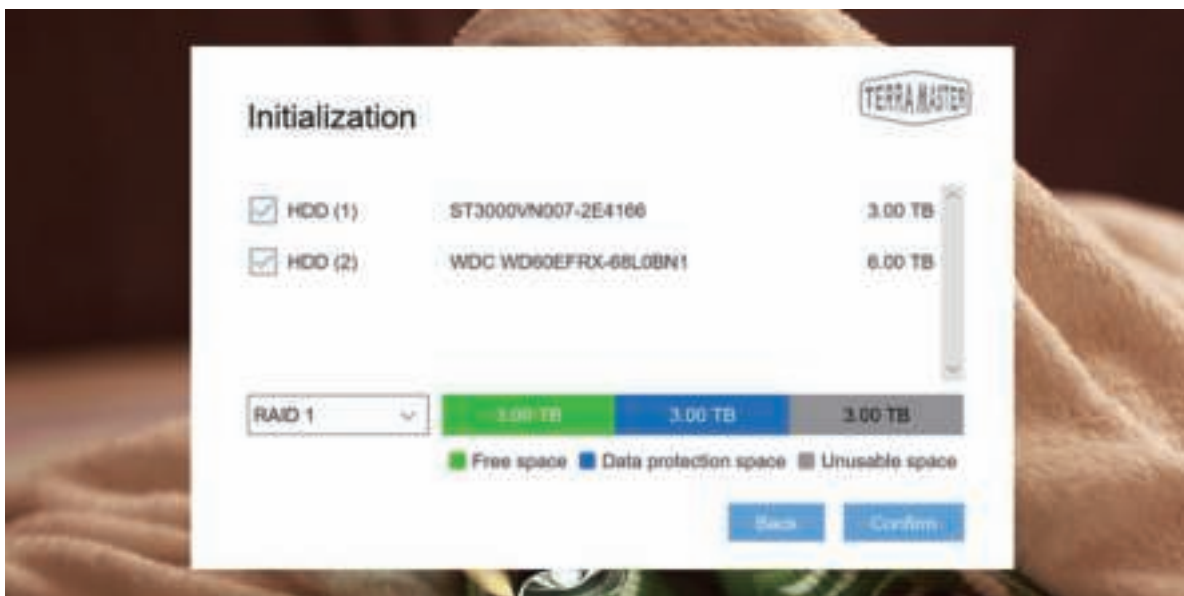 TERRA MASTER
Initialization
HDD (1) ST3000VN007-2E4166 3.00 TB
HDD (2) WDC WD60EFRX-68L0BN1 6.00 TB
RAID 1 3.00 TB 3.00 TB 3.00 TB
Free space Data protection space Unusable space
Back Confirm